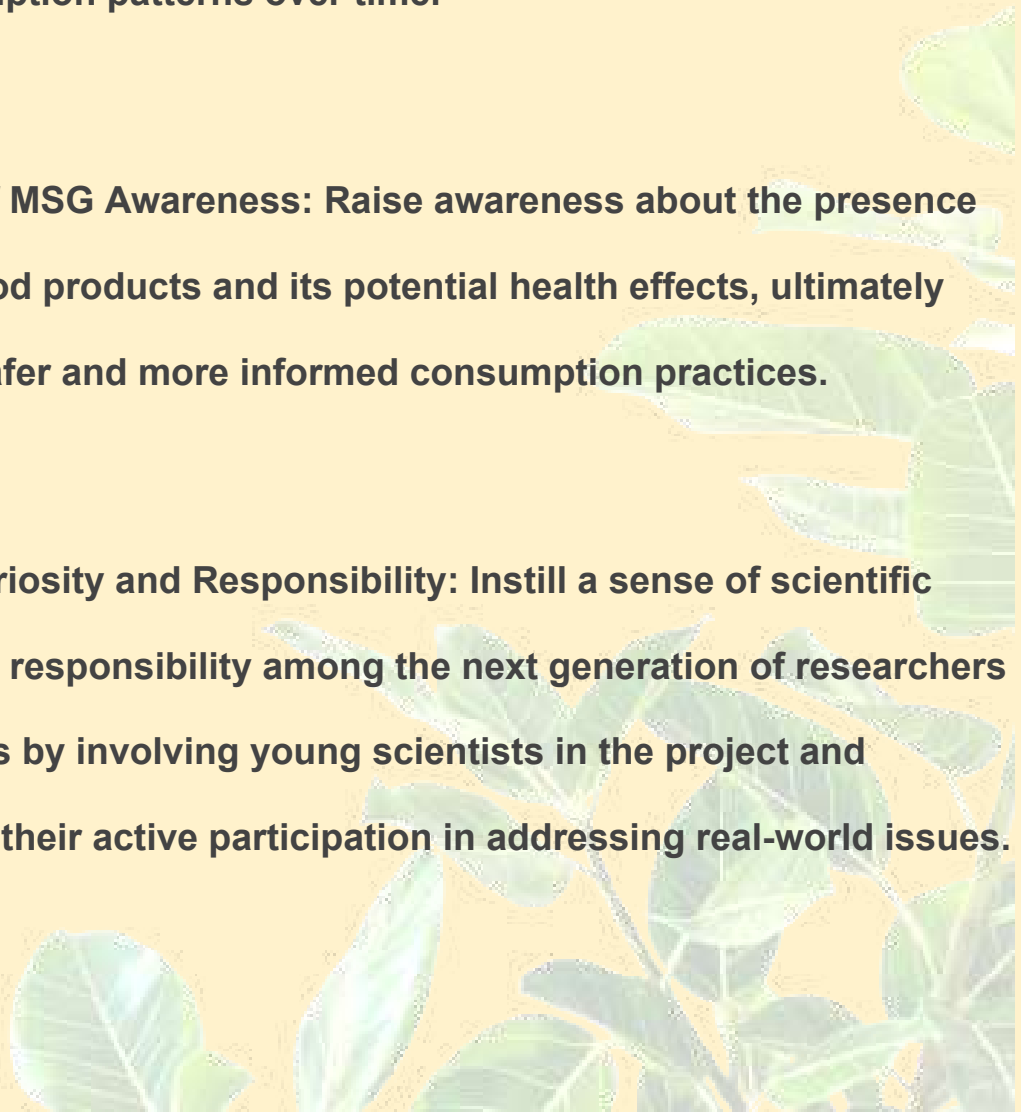 ption patterns over time.
MSG Awareness: Raise awareness about the presence
od products and its potential health effects, ultimately
afer and more informed consumption practices.
riosity and Responsibility: Instill a sense of scientific
responsibility among the next generation of researchers
s by involving young scientists in the project and
their active participation in addressing real-world issues.